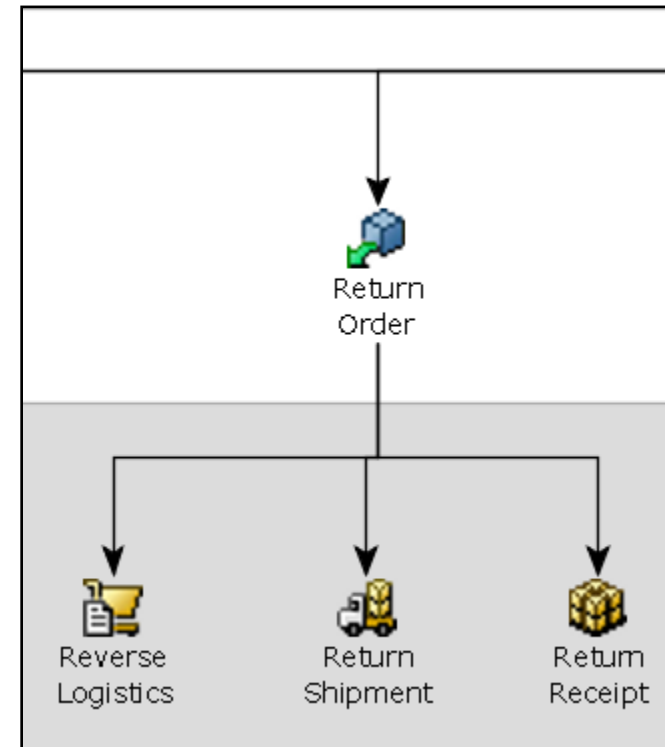 Return
Order
Reverse
Logistics
Return
Shipment
Return
Receipt